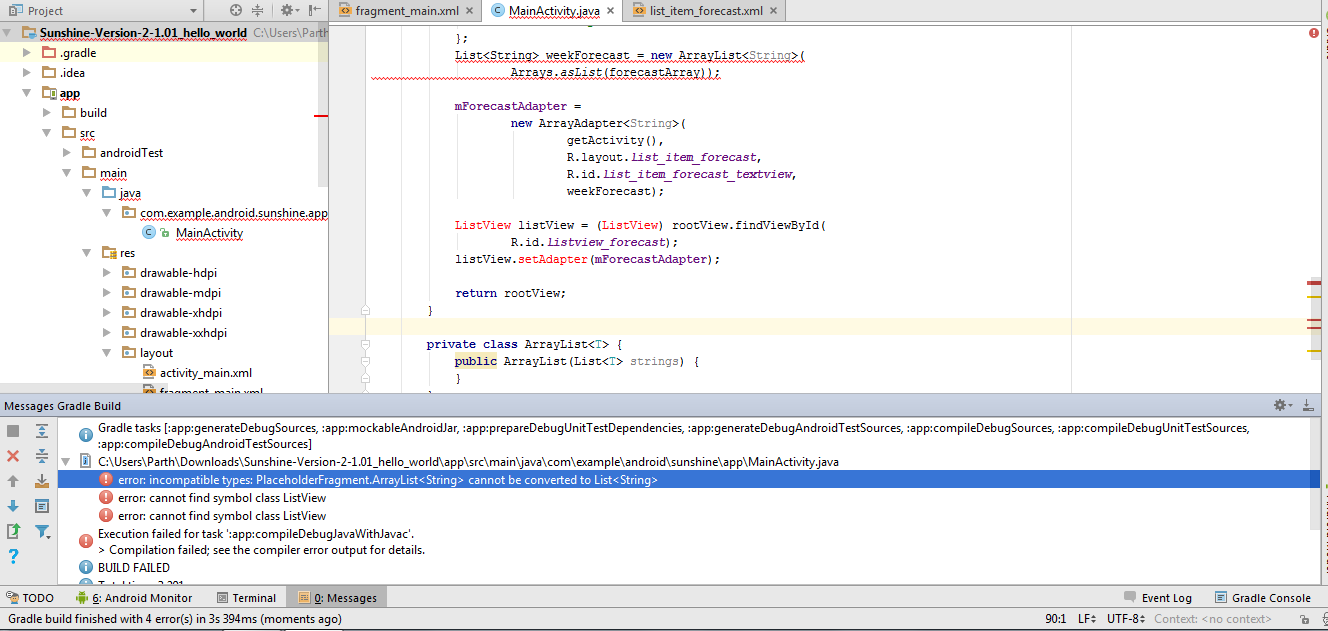 Project
fragment_main.xml
MainActivity.java
list_item_forecast.xml
Sunshine-Version-2-1.01_hello_world C:\Users\Parth
.gradle
.idea
app
build
src
androidTest
main
java
com.example.android.sunshine.app
MainActivity
res
drawable-hdpi
drawable-mdpi
drawable-xhdpi
drawable-xxhdpi
layout
activity_main.xml
fragment_main.xml
};
List<String> weekForecast = new ArrayList<String>(
Arrays.asList(forecastArray));
mForecastAdapter =
new ArrayAdapter<String>(
getActivity(),
R.layout.list_item_forecast,
R.id.list_item_forecast_textview,
weekForecast);
ListView listView = (ListView) rootView.findViewById(
R.id.listview_forecast);
listView.setAdapter(mForecastAdapter);
return rootView;
}
private class ArrayList<T> {
public ArrayList(List<T> strings) {
}
Messages Gradle Build
Gradle tasks [:app:generateDebugSources, :app:mockableAndroidJar, :app:prepareDebugUnitTestDependencies, :app:generateDebugAndroidTestSources, :app:compileDebugSources, :app:compileDebugUnitTestSources,
:app:compileDebugAndroidTestSources]
C:\Users\Parth\Downloads\Sunshine-Version-2-1.01_hello_world\app\src\main\java\com\example\android\sunshine\app\MainActivity.java
error: incompatible types: PlaceholderFragment.ArrayList<String> cannot be converted to List<String>
error: cannot find symbol class ListView
error: cannot find symbol class ListView
Execution failed for task ':app:compileDebugJavaWithJavac'.
> Compilation failed; see the compiler error output for details.
BUILD FAILED
TODO
6: Android Monitor
Terminal
0: Messages
Event Log
Gradle Console
Gradle build finished with 4 error(s) in 3s 394ms (moments ago)
90:1 LF UTF-8 Context: <no context>